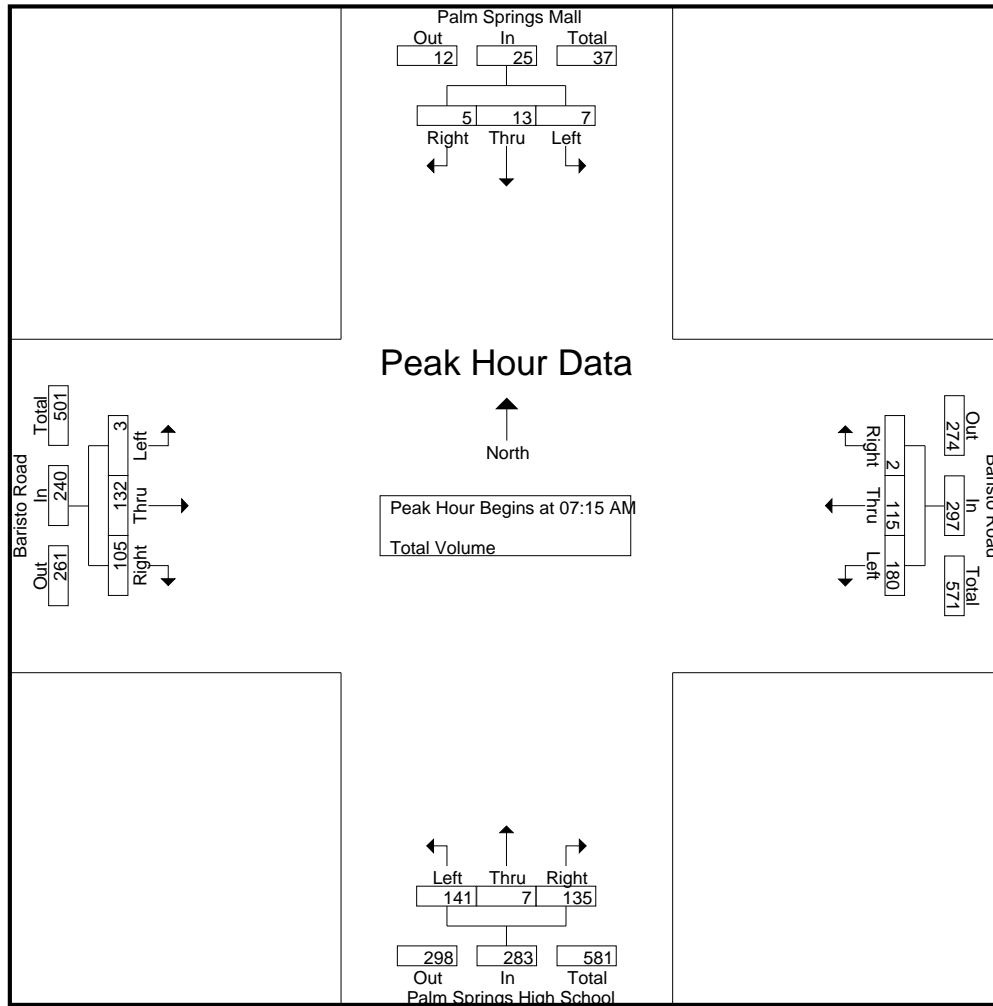 Palm Springs Mall
Out In Total
12 25 37
5 13 7
Right Thru Left
Peak Hour Data
North
Peak Hour Begins at 07:15 AM
Total Volume
Baristo Road
Total In Out
501 240 261
3 132 105
Left Thru Right
Baristo Road
Out In Total
274 297 571
2 115 180
Right Thru Left
Left Thru Right
141 7 135
298 283 581
Out In Total
Palm Springs High School